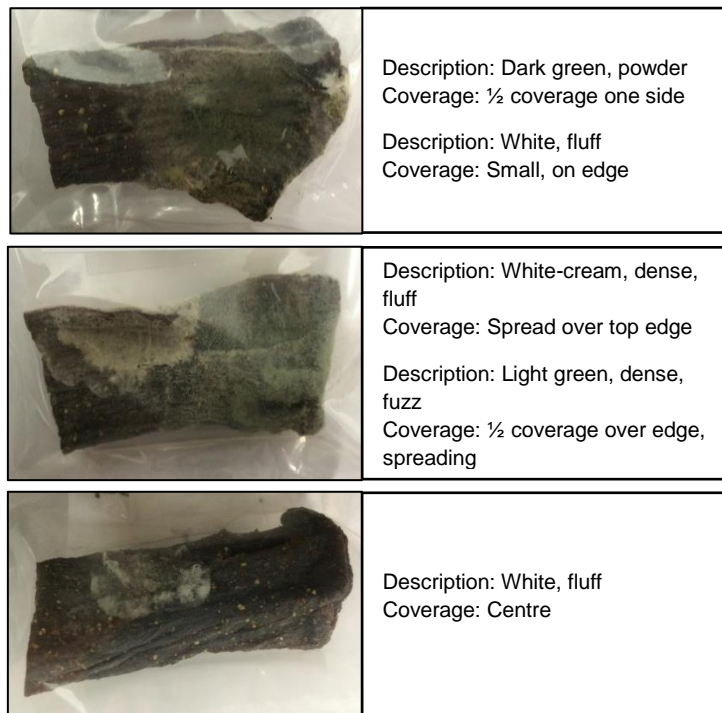 Description: Dark green, powder
Coverage: ½ coverage one side
Description: White, fluff
Coverage: Small, on edge
Description: White-cream, dense,
fluff
Coverage: Spread over top edge
Description: Light green, dense,
fuzz
Coverage: ½ coverage over edge,
spreading
Description: White, fluff
Coverage: Centre